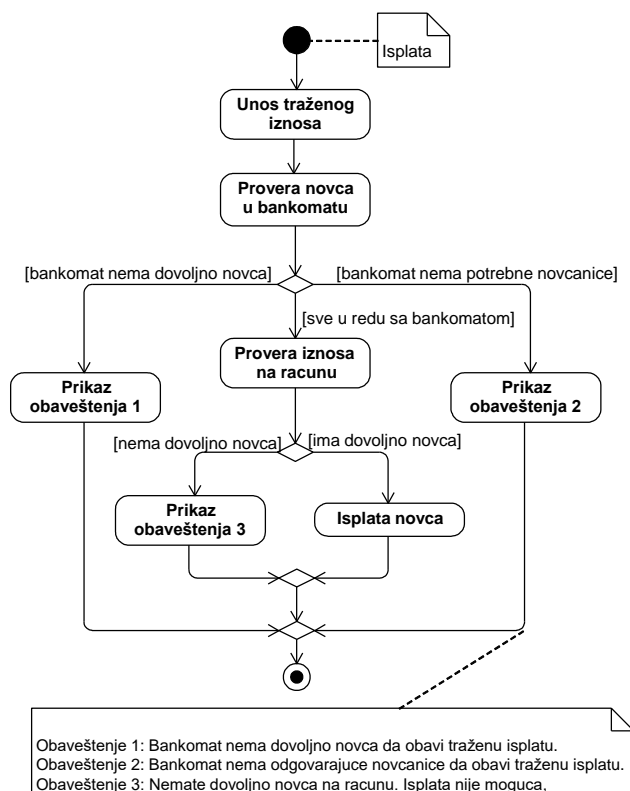 Isplata
Unos traženog
iznosa
Provera novca
u bankomatu
[bankomat nema dovoljno novca]
[bankomat nema potrebne novcanice]
[sve u redu sa bankomatom]
Provera iznosa
na racunu
Prikaz
obaveštenja 1
Prikaz
obaveštenja 2
[nema dovoljno novca]
[ima dovoljno novca]
Prikaz
obaveštenja 3
Isplata novca
Obaveštenje 1: Bankomat nema dovoljno novca da obavi traženu isplatu.
Obaveštenje 2: Bankomat nema odgovarajuce novcanice da obavi traženu isplatu.
Obaveštenje 3: Nemate dovoljno novca na racunu. Isplata nije moguca,